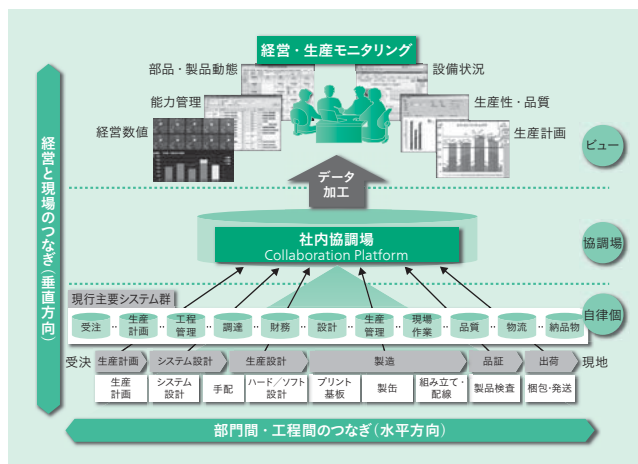 経営・生産モニタリング
部品・製品動態
設備状況
能力管理
生産性・品質
経営数値
生産計画
ビュー
経営と現場のつなぎ(垂直方向)
データ
加工
社内協調場
Collaboration Platform
協調場
現行主要システム群
自律個
受注
生産
計画
工程
管理
調達
財務
設計
生産
管理
現場
作業
品質
物流
納品物
受決
生産計画
システム設計
生産設計
製造
品証
出荷
現地
生産
計画
システム
設計
手配
ハード/ソフト
設計
プリント
基板
製缶
組み立て・
配線
製品検査
梱包・発送
部門間・工程間のつなぎ(水平方向)